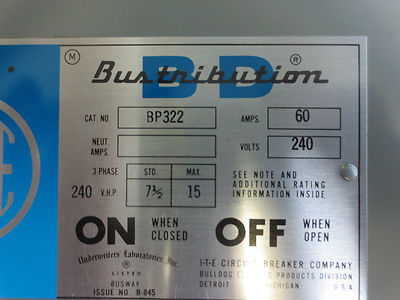 M BD ®
Bustribution
CAT NO. BP322 AMPS. 60
NEUT. AMPS. VOLTS 240
3 PHASE STD. MAX.
240 V.H.P. 7½ 15
SEE NOTE AND
ADDITIONAL RATING
INFORMATION INSIDE
ON WHEN CLOSED OFF WHEN OPEN
Underwriters' Laboratories, Inc. ®
LISTED
BUSWAY
ISSUE NO. B-845
I-T-E CIRCUIT BREAKER COMPANY
BULLDOG ELECTRIC PRODUCTS DIVISION
DETROIT MICHIGAN U.S.A.